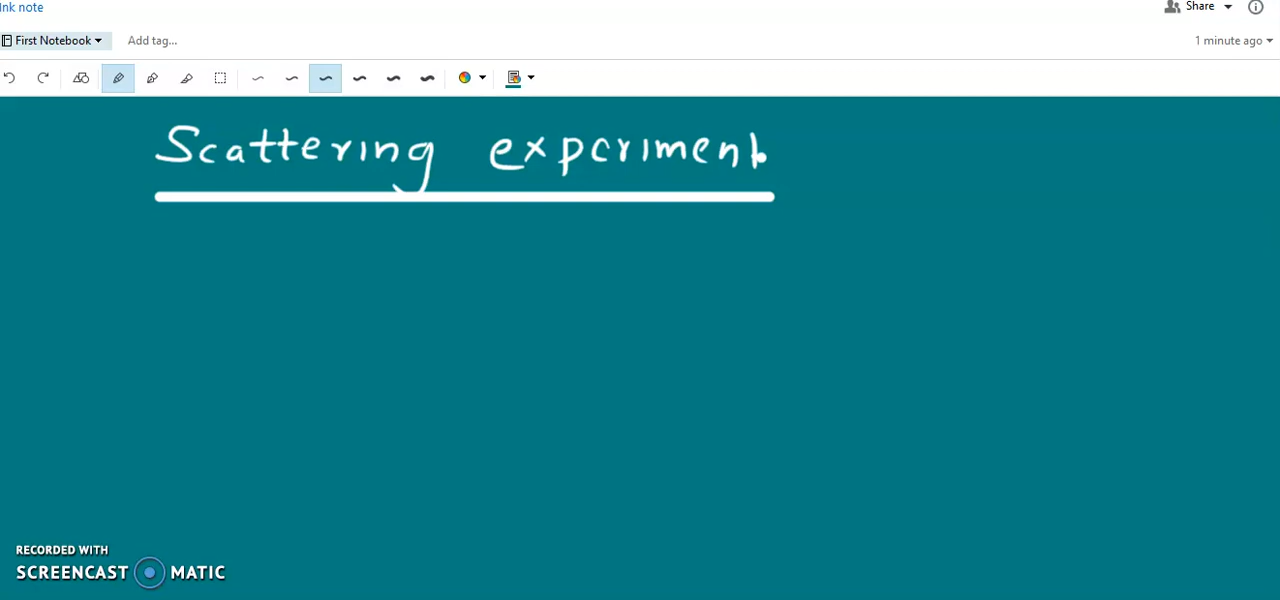 Ink note
Share
First Notebook
Add tag...
1 minute ago
Scattering experiment
RECORDED WITH
SCREENCAST MATIC